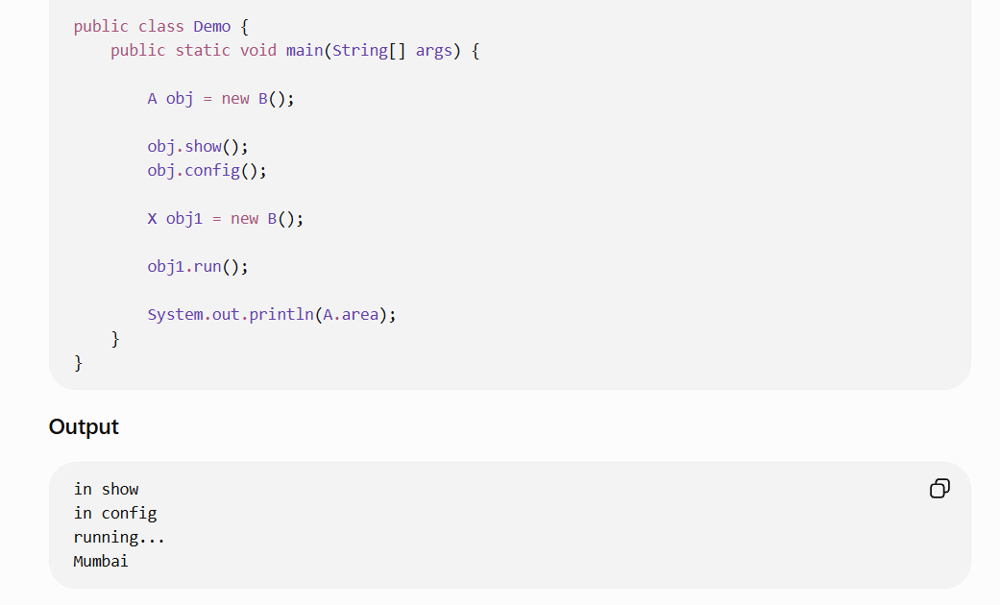 public class Demo {
    public static void main(String[] args) {
        A obj = new B();
        obj.show();
        obj.config();
        X obj1 = new B();
        obj1.run();
        System.out.println(A.area);
    }
}
Output
in show
in config
running...
Mumbai